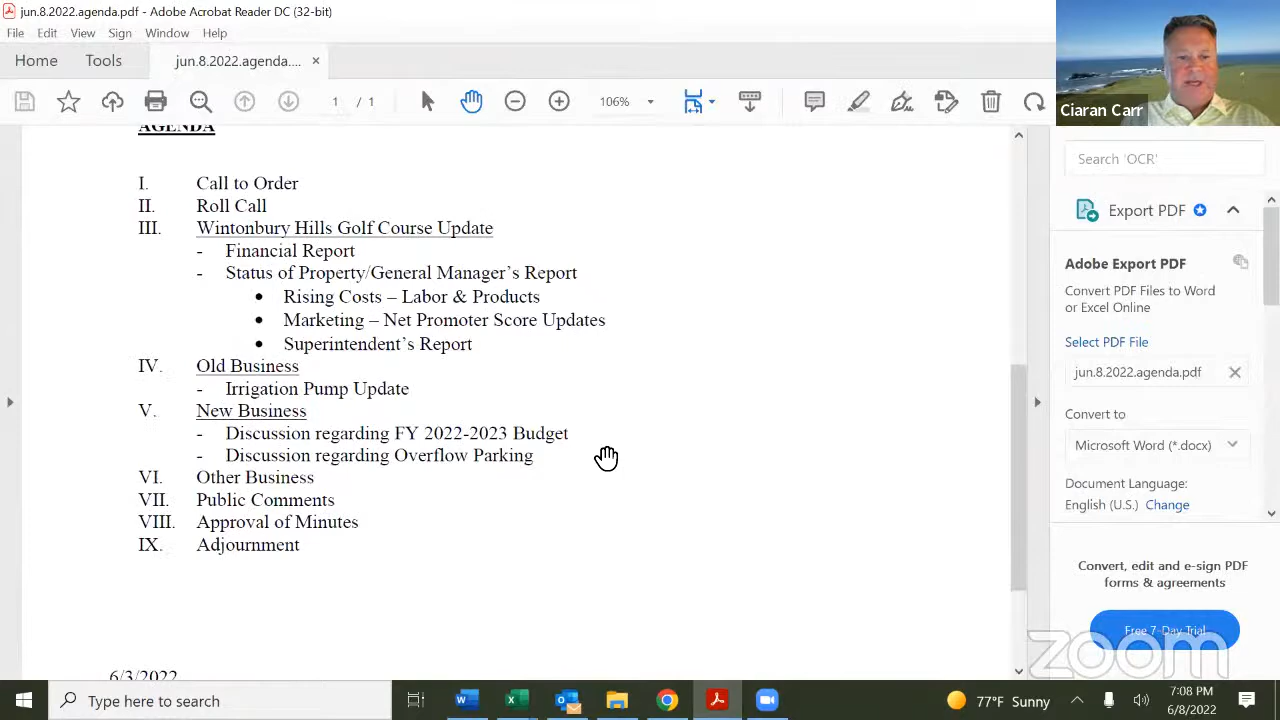 jun.8.2022.agenda.pdf - Adobe Acrobat Reader DC (32-bit)
File Edit View Sign Window Help
Home Tools jun.8.2022.agenda.... ×
1 / 1 106%
Ciaran Carr
AGENDA
I. Call to Order
II. Roll Call
III. Wintonbury Hills Golf Course Update
- Financial Report
- Status of Property/General Manager's Report
• Rising Costs – Labor & Products
• Marketing – Net Promoter Score Updates
• Superintendent's Report
IV. Old Business
- Irrigation Pump Update
V. New Business
- Discussion regarding FY 2022-2023 Budget
- Discussion regarding Overflow Parking
VI. Other Business
VII. Public Comments
VIII. Approval of Minutes
IX. Adjournment
6/3/2022
Search 'OCR'
Export PDF
Adobe Export PDF
Convert PDF Files to Word
or Excel Online
Select PDF File
jun.8.2022.agenda.pdf
Convert to
Microsoft Word (*.docx)
Document Language:
English (U.S.) Change
Convert, edit and e-sign PDF
forms & agreements
Free 7-Day Trial
zoom
Type here to search
77°F Sunny
7:08 PM
6/8/2022